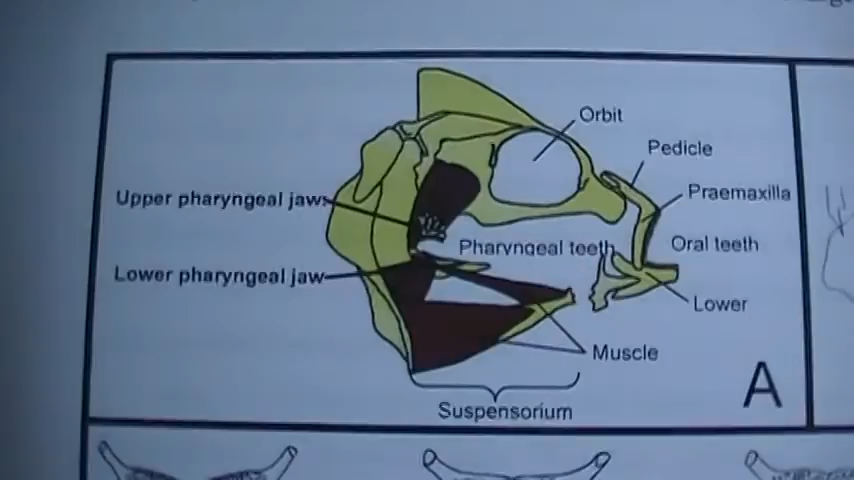 Orbit
Pedicle
Praemaxilla
Upper pharyngeal jaws
Pharyngeal teeth
Oral teeth
Lower pharyngeal jaw
Lower
Muscle
A
Suspensorium